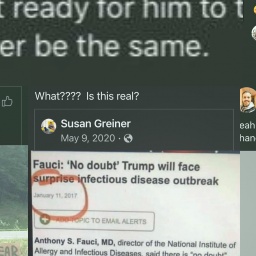 t ready for him to t
er be the same.
What???? Is this real?
Susan Greiner
May 9, 2020
Fauci: ‘No doubt’ Trump will face
surprise infectious disease outbreak
January 11, 2017
ADD TOPIC TO EMAIL ALERTS
Anthony S. Fauci, MD, director of the National Institute of
Allergy and Infectious Diseases, said there is “no doubt”
eah
han
EAR